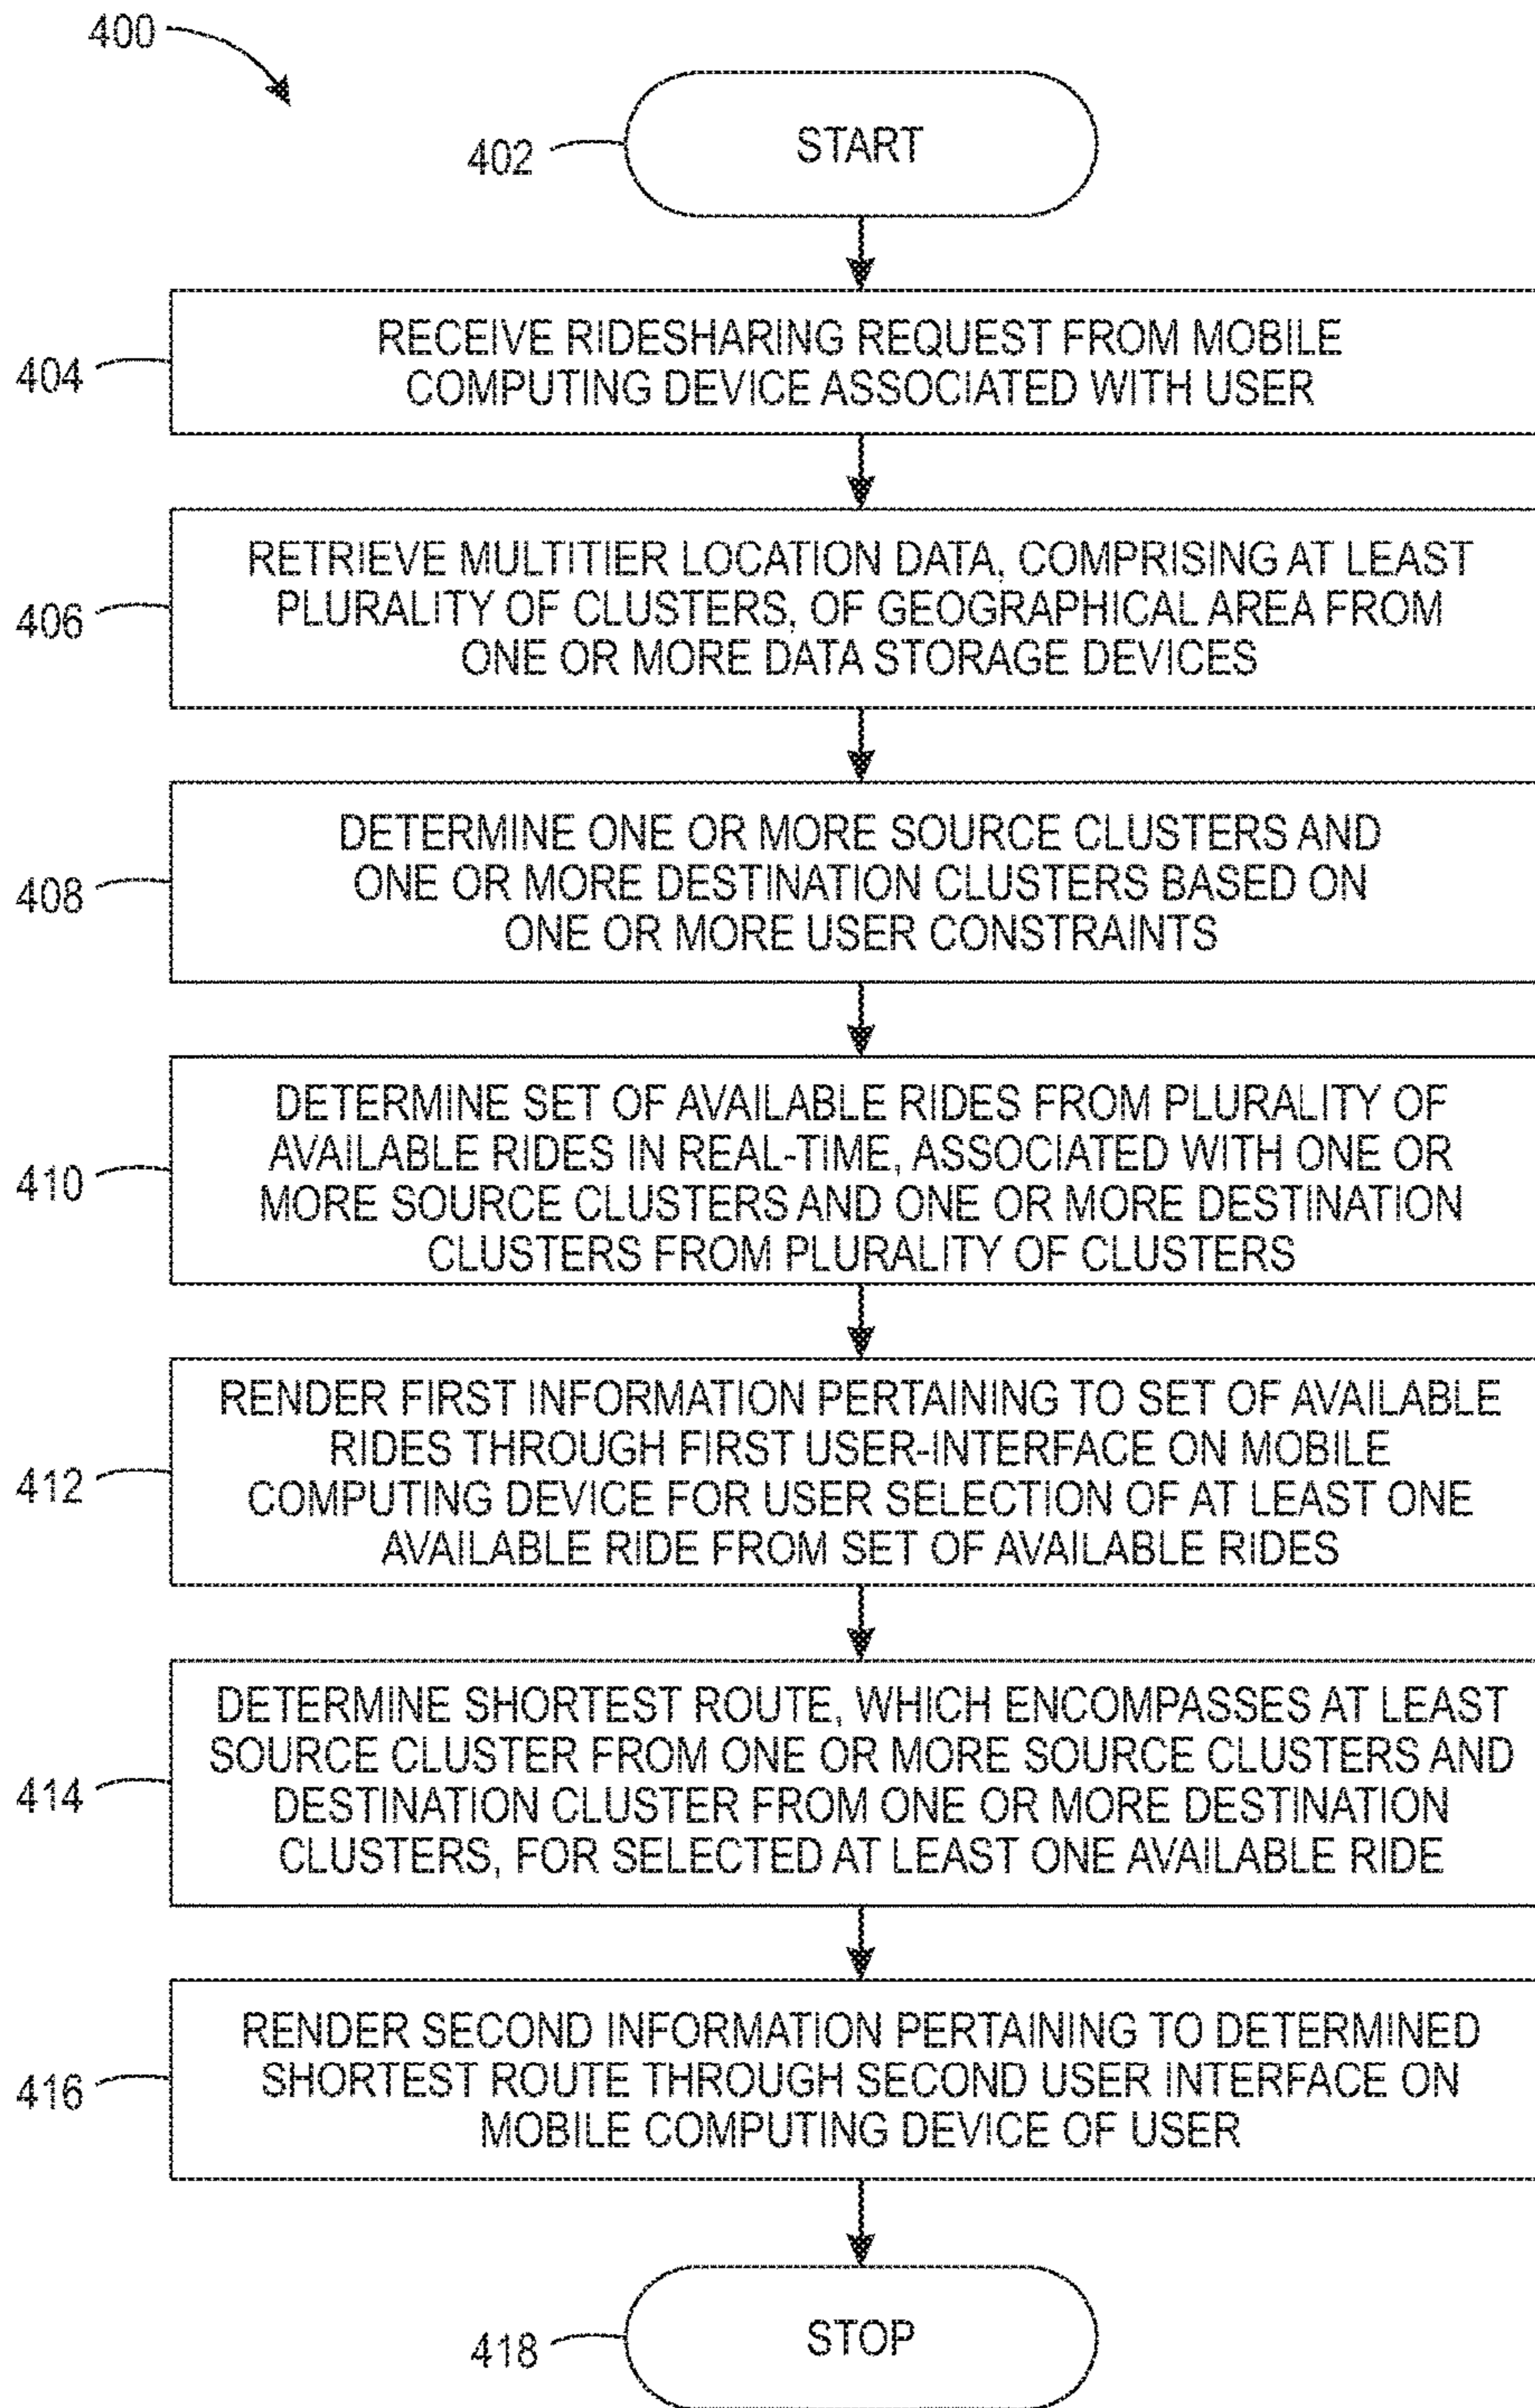 400
402
START
404
RECEIVE RIDESHARING REQUEST FROM MOBILE
COMPUTING DEVICE ASSOCIATED WITH USER
406
RETRIEVE MULTITIER LOCATION DATA, COMPRISING AT LEAST
PLURALITY OF CLUSTERS, OF GEOGRAPHICAL AREA FROM
ONE OR MORE DATA STORAGE DEVICES
408
DETERMINE ONE OR MORE SOURCE CLUSTERS AND
ONE OR MORE DESTINATION CLUSTERS BASED ON
ONE OR MORE USER CONSTRAINTS
410
DETERMINE SET OF AVAILABLE RIDES FROM PLURALITY OF
AVAILABLE RIDES IN REAL-TIME, ASSOCIATED WITH ONE OR
MORE SOURCE CLUSTERS AND ONE OR MORE DESTINATION
CLUSTERS FROM PLURALITY OF CLUSTERS
412
RENDER FIRST INFORMATION PERTAINING TO SET OF AVAILABLE
RIDES THROUGH FIRST USER-INTERFACE ON MOBILE
COMPUTING DEVICE FOR USER SELECTION OF AT LEAST ONE
AVAILABLE RIDE FROM SET OF AVAILABLE RIDES
414
DETERMINE SHORTEST ROUTE, WHICH ENCOMPASSES AT LEAST
SOURCE CLUSTER FROM ONE OR MORE SOURCE CLUSTERS AND
DESTINATION CLUSTER FROM ONE OR MORE DESTINATION
CLUSTERS, FOR SELECTED AT LEAST ONE AVAILABLE RIDE
416
RENDER SECOND INFORMATION PERTAINING TO DETERMINED
SHORTEST ROUTE THROUGH SECOND USER INTERFACE ON
MOBILE COMPUTING DEVICE OF USER
418
STOP